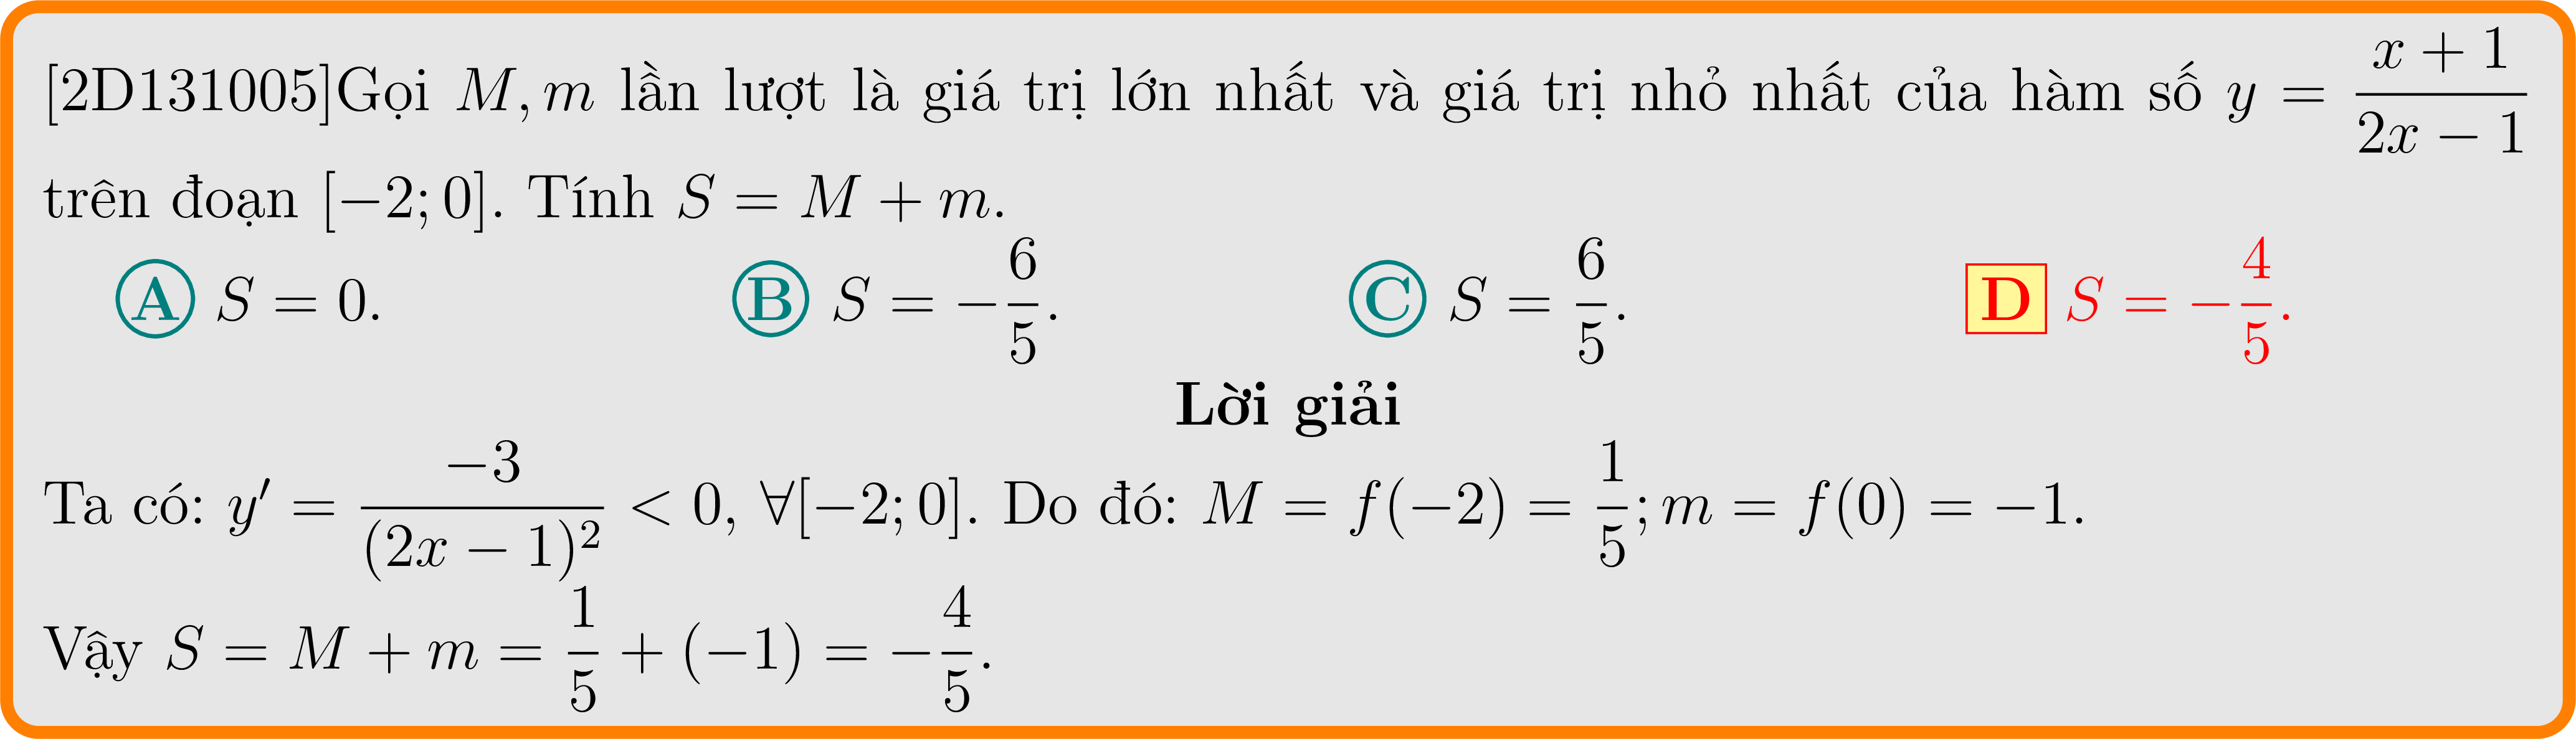 [2D131005]Gọi M, m lần lượt là giá trị lớn nhất và giá trị nhỏ nhất của hàm số y = \frac{x + 1}{2x − 1}
trên đoạn [−2; 0]. Tính S = M + m.
A S = 0. B S = −\frac{6}{5}. C S = \frac{6}{5}. D S = −\frac{4}{5}.
Lời giải
Ta có: y′ = \frac{−3}{(2x − 1)^2} < 0, ∀[−2; 0]. Do đó: M = f(−2) = \frac{1}{5}; m = f(0) = −1.
Vậy S = M + m = \frac{1}{5} + (−1) = −\frac{4}{5}.